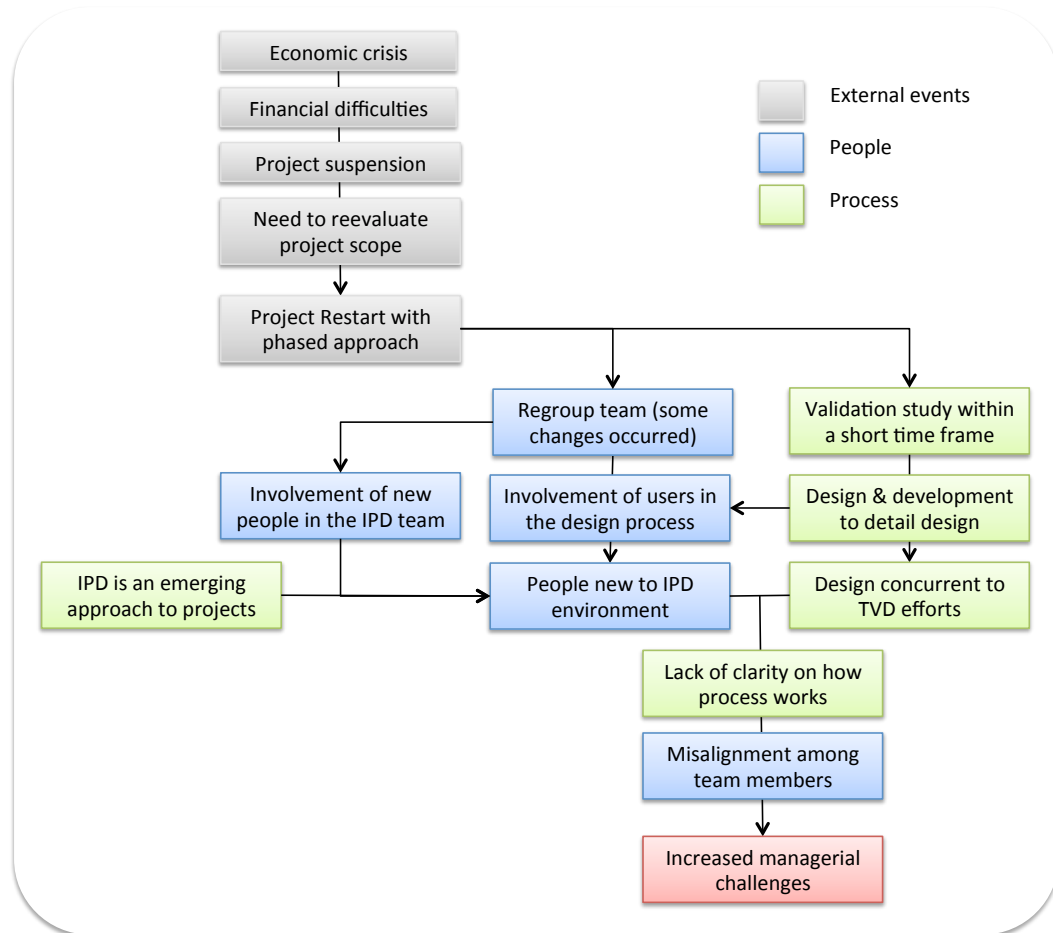 Economic crisis
Financial difficulties
Project suspension
Need to reevaluate
project scope
Project Restart with
phased approach
External events
People
Process
Regroup team (some
changes occurred)
Validation study within
a short time frame
Involvement of new
people in the IPD team
Involvement of users in
the design process
Design & development
to detail design
IPD is an emerging
approach to projects
People new to IPD
environment
Design concurrent to
TVD efforts
Lack of clarity on how
process works
Misalignment among
team members
Increased managerial
challenges